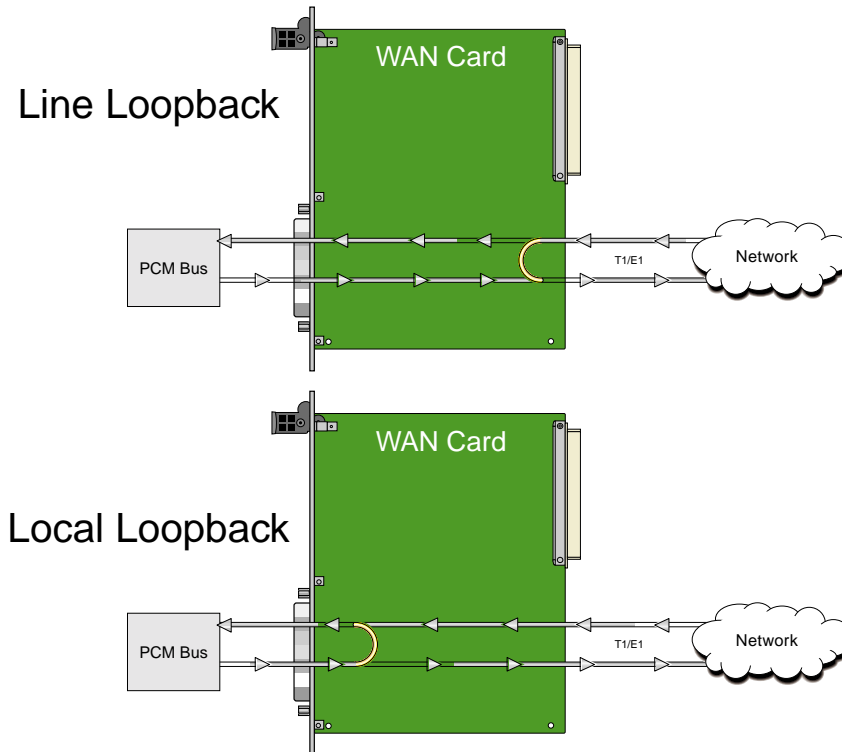 WAN Card
Line Loopback
PCM Bus
T1/E1
Network
WAN Card
Local Loopback
PCM Bus
T1/E1
Network